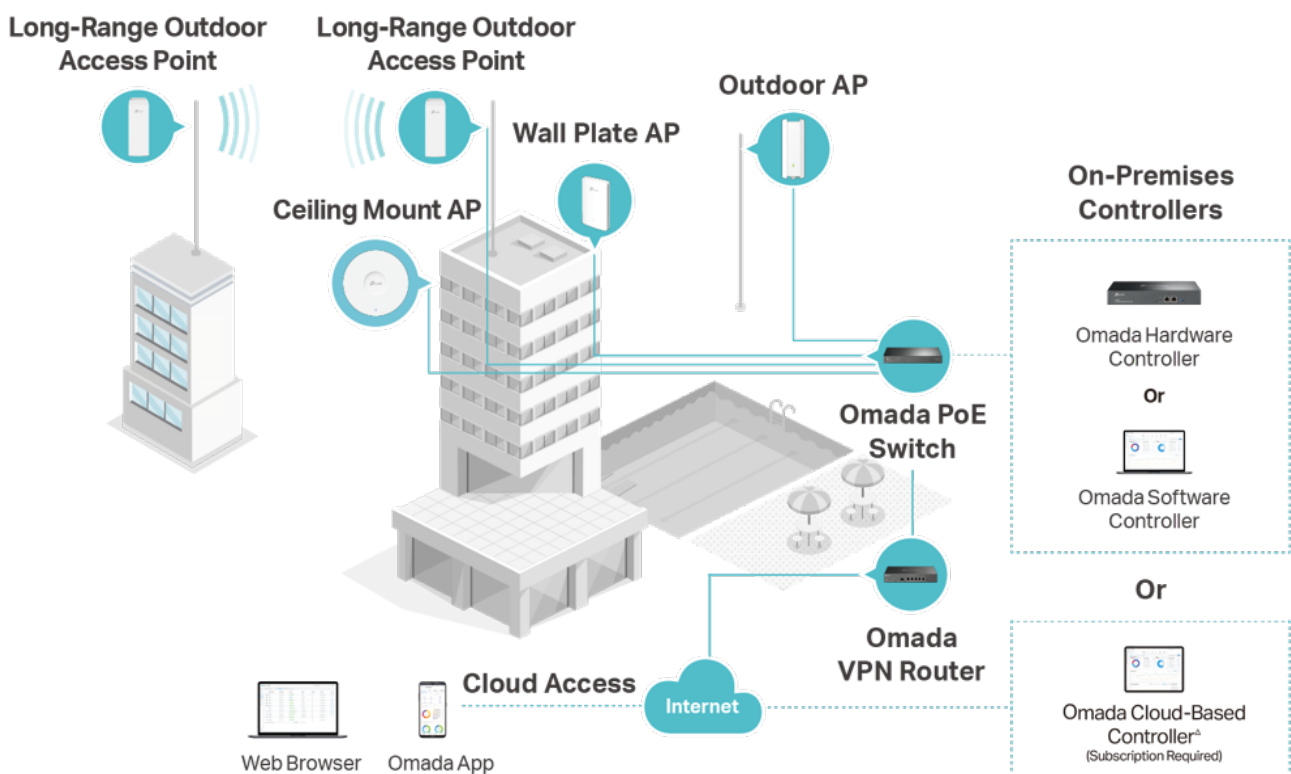 Long-Range Outdoor
Access Point
Long-Range Outdoor
Access Point
Outdoor AP
Wall Plate AP
Ceiling Mount AP
On-Premises
Controllers
Omada Hardware
Controller
Or
Omada Software
Controller
Omada PoE
Switch
Or
Omada
VPN Router
Cloud Access
Internet
Omada Cloud-Based
Controller△
(Subscription Required)
Web Browser
Omada App